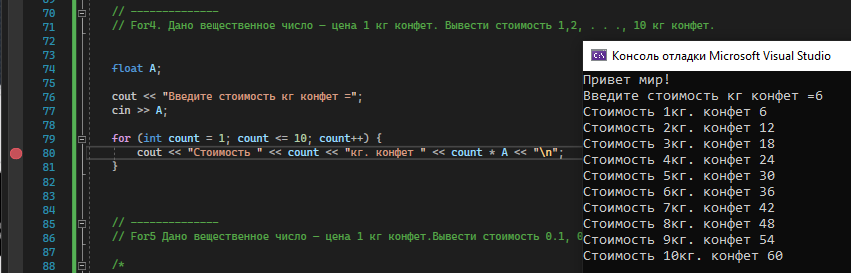 70 // --------------
71 // For4. Дано вещественное число – цена 1 кг конфет. Вывести стоимость 1,2, . . ., 10 кг конфет.
72
73
74 float A;
75
76 cout << "Введите стоимость кг конфет =";
77 cin >> A;
78
79 for (int count = 1; count <= 10; count++) {
80 cout << "Стоимость " << count << "кг. конфет " << count * A << "\n";
81 }
82
83
84
85 // --------------
86 // For5 Дано вещественное число – цена 1 кг конфет.Вывести стоимость 0.1,
87
88 /*
Консоль отладки Microsoft Visual Studio
Привет мир!
Введите стоимость кг конфет =6
Стоимость 1кг. конфет 6
Стоимость 2кг. конфет 12
Стоимость 3кг. конфет 18
Стоимость 4кг. конфет 24
Стоимость 5кг. конфет 30
Стоимость 6кг. конфет 36
Стоимость 7кг. конфет 42
Стоимость 8кг. конфет 48
Стоимость 9кг. конфет 54
Стоимость 10кг. конфет 60